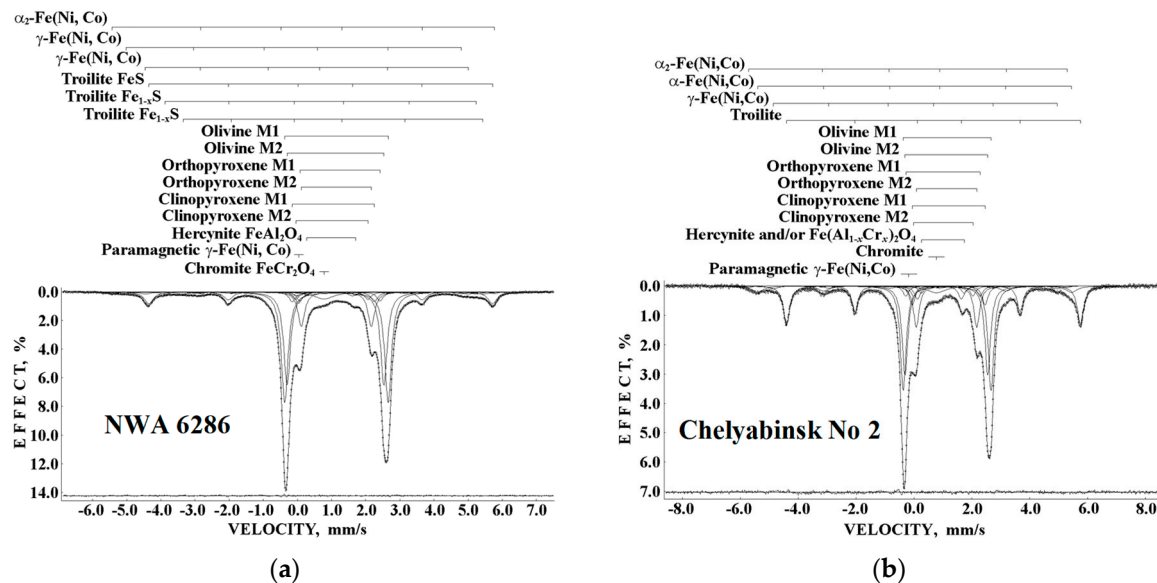 α₂-Fe(Ni, Co)
γ-Fe(Ni, Co)
γ-Fe(Ni, Co)
Troilite FeS
Troilite Fe₁₋ₓS
Troilite Fe₁₋ₓS
Olivine M1
Olivine M2
Orthopyroxene M1
Orthopyroxene M2
Clinopyroxene M1
Clinopyroxene M2
Hercynite FeAl₂O₄
Paramagnetic γ-Fe(Ni, Co)
Chromite FeCr₂O₄
0.0
2.0
4.0
6.0
8.0
10.0
12.0
14.0
EFFECT, %
NWA 6286
-6.0 -5.0 -4.0 -3.0 -2.0 -1.0 0.0 1.0 2.0 3.0 4.0 5.0 6.0 7.0
VELOCITY, mm/s
(a)
α₂-Fe(Ni,Co)
α-Fe(Ni,Co)
γ-Fe(Ni,Co)
Troilite
Olivine M1
Olivine M2
Orthopyroxene M1
Orthopyroxene M2
Clinopyroxene M1
Clinopyroxene M2
Hercynite and/or Fe(Al₁₋ₓCrₓ)₂O₄
Chromite
Paramagnetic γ-Fe(Ni,Co)
0.0
1.0
2.0
3.0
4.0
5.0
6.0
7.0
EFFECT, %
Chelyabinsk No 2
-8.0 -6.0 -4.0 -2.0 0.0 2.0 4.0 6.0 8.0
VELOCITY, mm/s
(b)